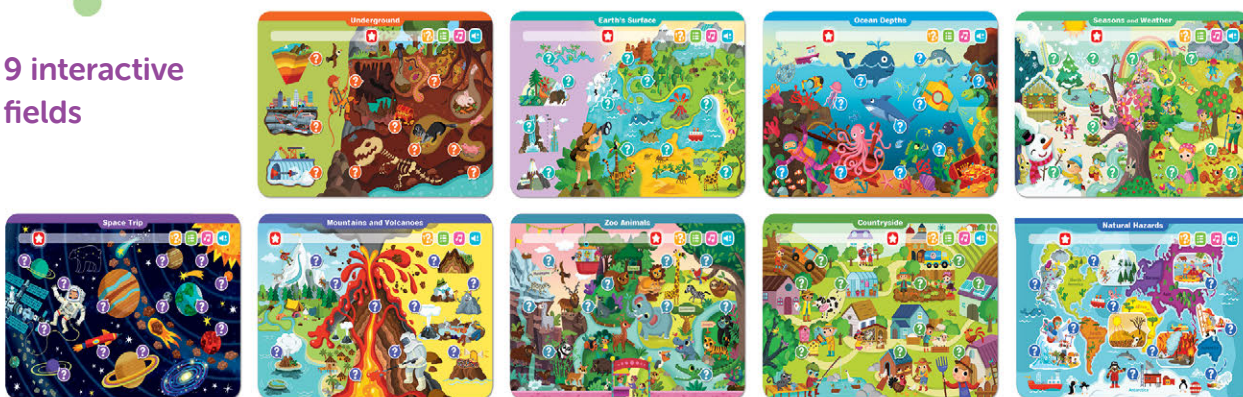 9 interactive
fields
Underground
Earth's Surface
Ocean Depths
Seasons and Weather
Space Trip
Mountains and Volcanoes
Zoo Animals
Countryside
Natural Hazards
Antarctica